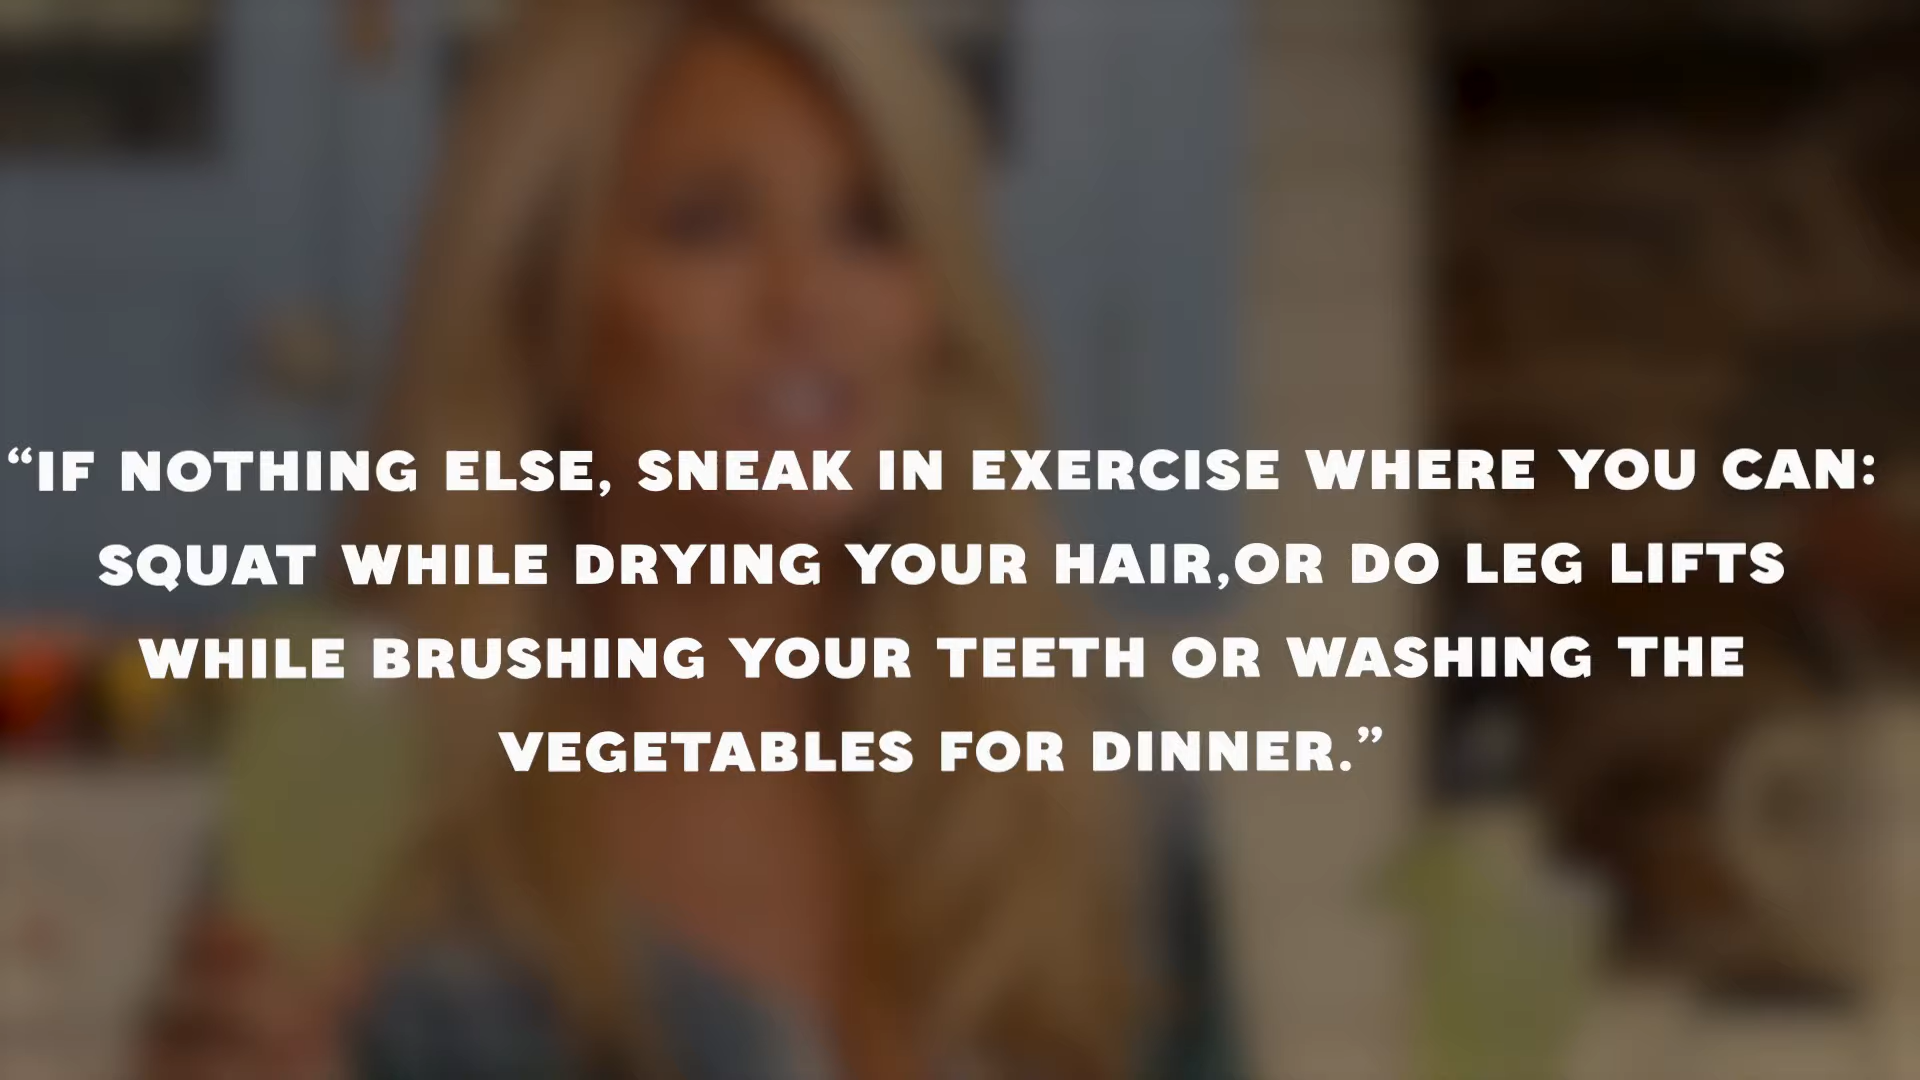 “IF NOTHING ELSE, SNEAK IN EXERCISE WHERE YOU CAN:
SQUAT WHILE DRYING YOUR HAIR,OR DO LEG LIFTS
WHILE BRUSHING YOUR TEETH OR WASHING THE
VEGETABLES FOR DINNER.”